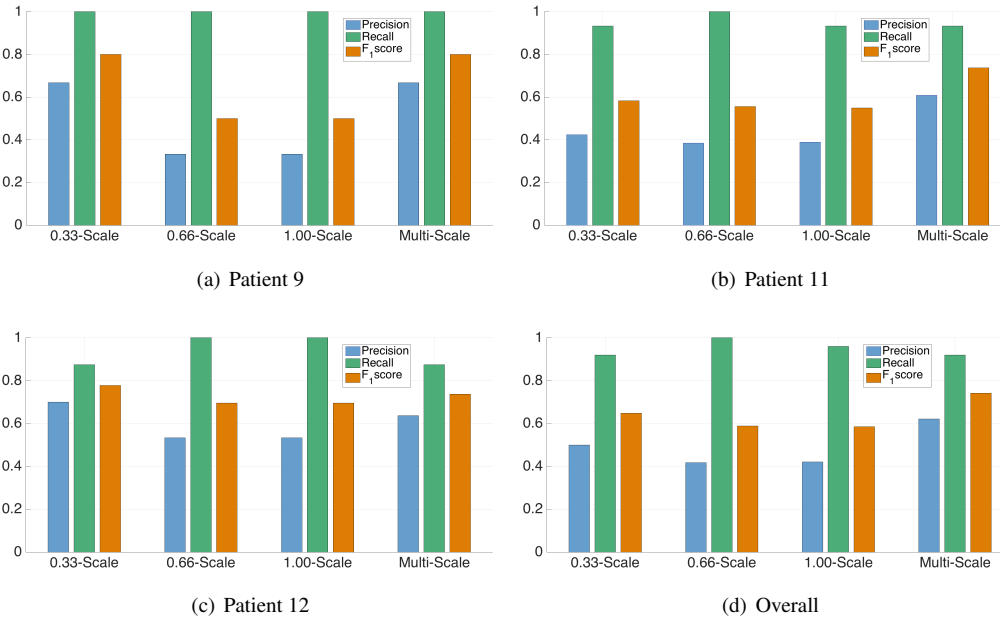 1
0.8
0.6
0.4
0.2
0
Precision
Recall
F1score
0.33-Scale 0.66-Scale 1.00-Scale Multi-Scale
(a) Patient 9
1
0.8
0.6
0.4
0.2
0
Precision
Recall
F1score
0.33-Scale 0.66-Scale 1.00-Scale Multi-Scale
(b) Patient 11
1
0.8
0.6
0.4
0.2
0
Precision
Recall
F1score
0.33-Scale 0.66-Scale 1.00-Scale Multi-Scale
(c) Patient 12
1
0.8
0.6
0.4
0.2
0
Precision
Recall
F1score
0.33-Scale 0.66-Scale 1.00-Scale Multi-Scale
(d) Overall